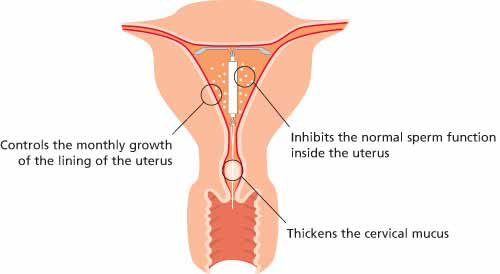 Controls the monthly growth
of the lining of the uterus
Inhibits the normal sperm function
inside the uterus
Thickens the cervical mucus